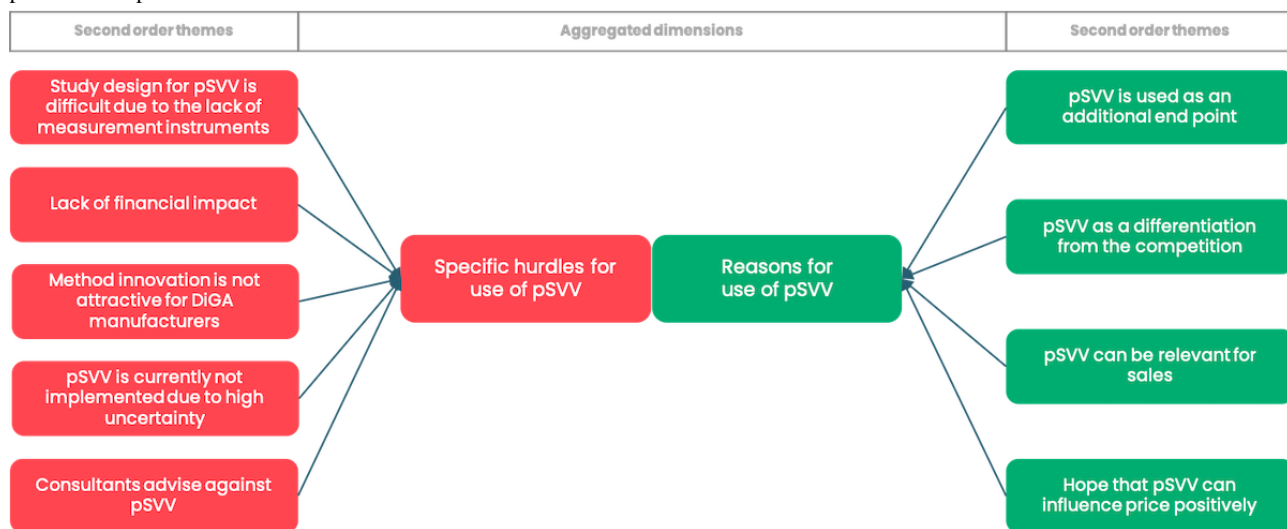 Second order themes
Aggregated dimensions
Second order themes
Study design for pSVV is
difficult due to the lack of
measurement instruments
Lack of financial impact
Method innovation is not
attractive for DiGA
manufacturers
pSVV is currently not
implemented due to high
uncertainty
Consultants advise against
pSVV
Specific hurdles for
use of pSVV
Reasons for
use of pSVV
pSVV is used as an
additional end point
pSVV as a differentiation
from the competition
pSVV can be relevant for
sales
Hope that pSVV can
influence price positively